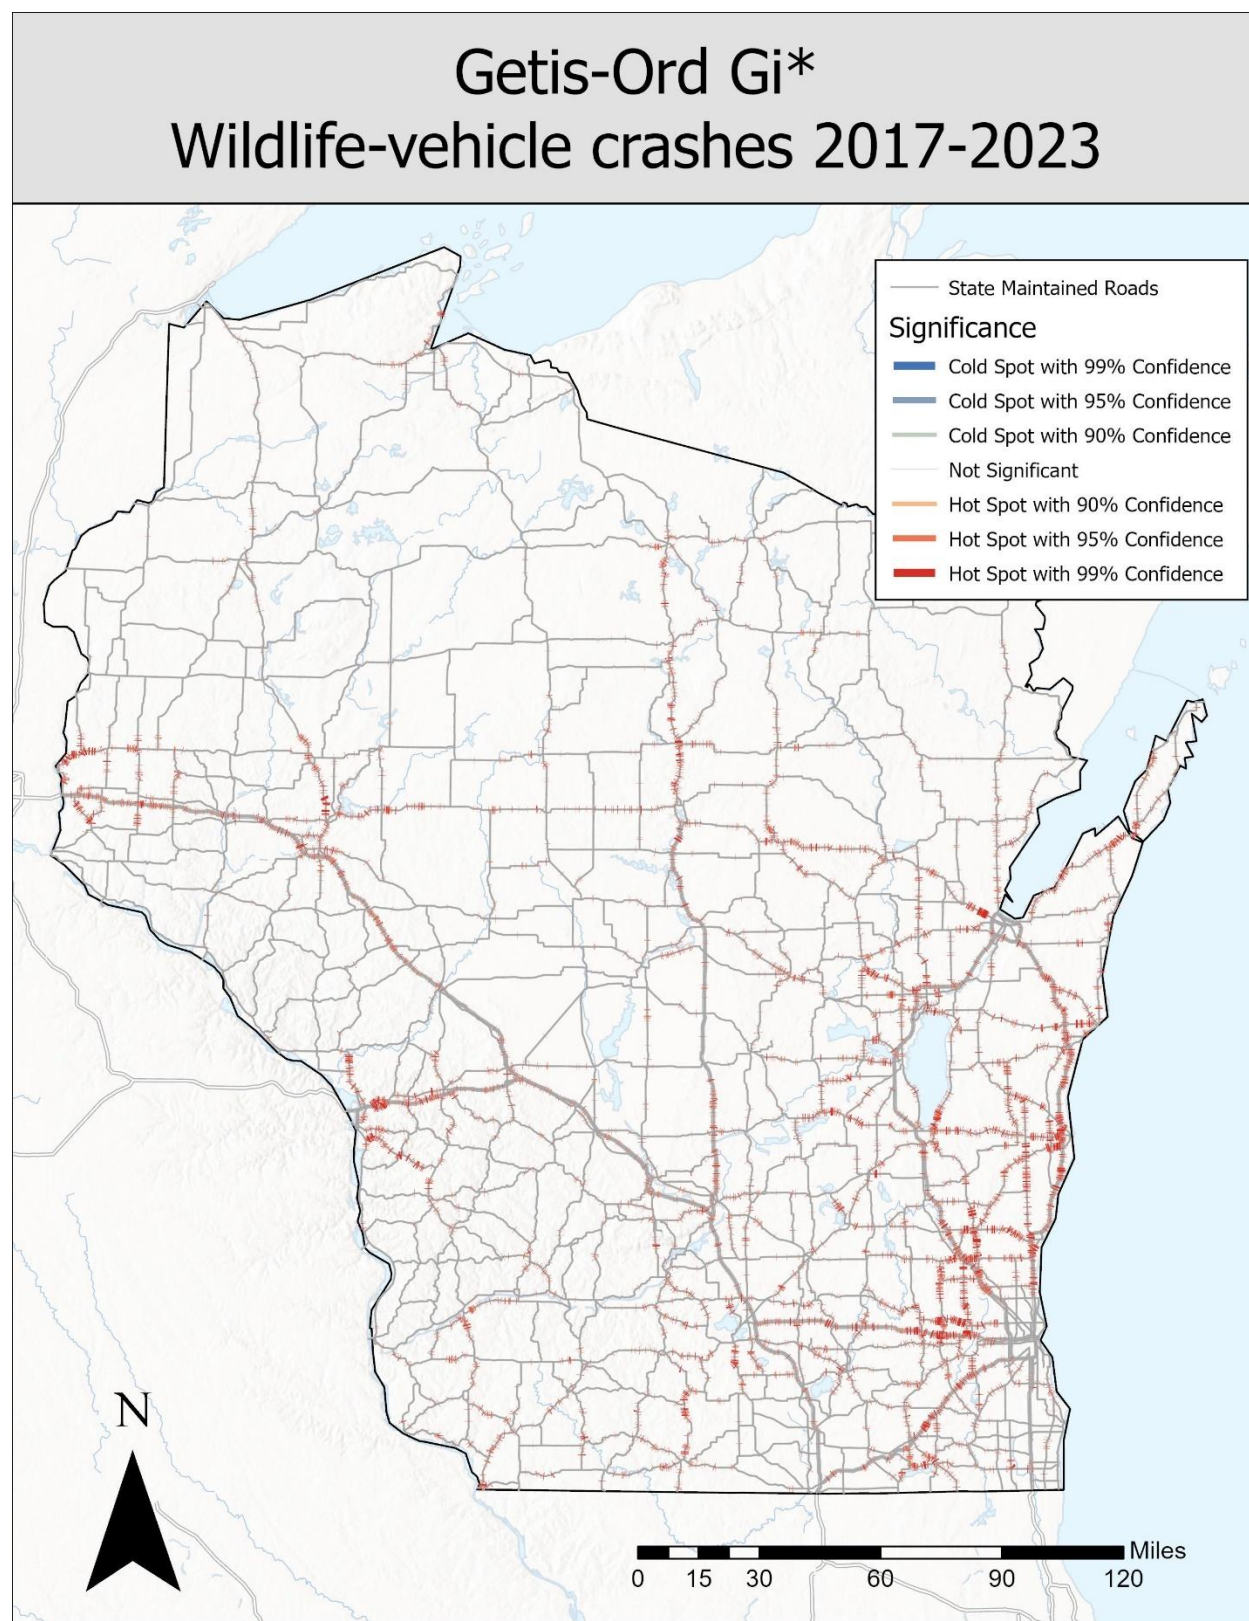 Getis-Ord Gi*
Wildlife-vehicle crashes 2017-2023
State Maintained Roads
Significance
Cold Spot with 99% Confidence
Cold Spot with 95% Confidence
Cold Spot with 90% Confidence
Not Significant
Hot Spot with 90% Confidence
Hot Spot with 95% Confidence
Hot Spot with 99% Confidence
N
Miles
0 15 30 60 90 120